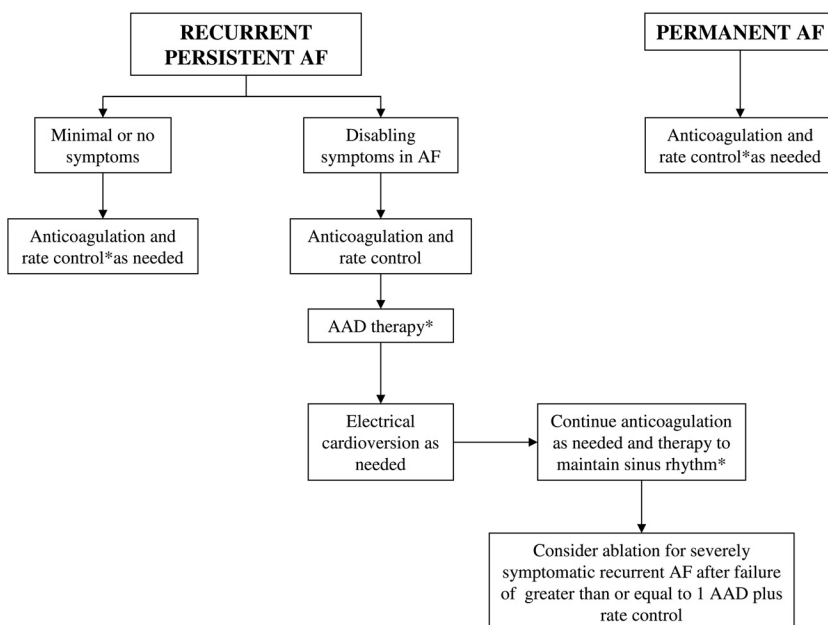 RECURRENT
PERSISTENT AF
PERMANENT AF
Minimal or no
symptoms
Disabling
symptoms in AF
Anticoagulation and
rate control*as needed
Anticoagulation and
rate control*as needed
Anticoagulation and
rate control
AAD therapy*
Electrical
cardioversion as
needed
Continue anticoagulation
as needed and therapy to
maintain sinus rhythm*
Consider ablation for severely
symptomatic recurrent AF after failure
of greater than or equal to 1 AAD plus
rate control